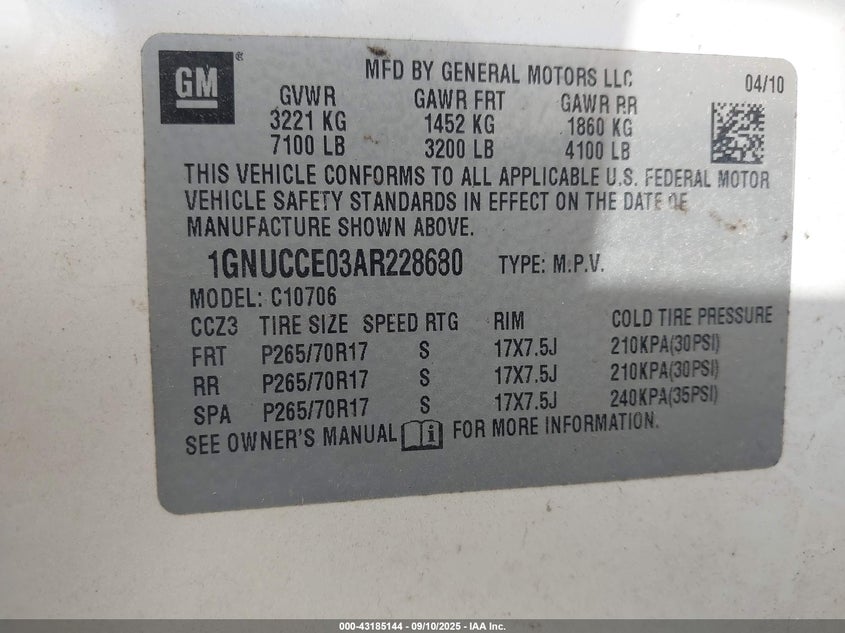 GM ®
MFD BY GENERAL MOTORS LLC
04/10
GVWR GAWR FRT GAWR RR
3221 KG 1452 KG 1860 KG
7100 LB 3200 LB 4100 LB
THIS VEHICLE CONFORMS TO ALL APPLICABLE U.S. FEDERAL MOTOR
VEHICLE SAFETY STANDARDS IN EFFECT ON THE DATE OF
MANUFACTURE SHOWN ABOVE.
1GNUCCE03AR228680 TYPE: M.P.V.
MODEL: C10706
CCZ3 TIRE SIZE SPEED RTG RIM COLD TIRE PRESSURE
FRT P265/70R17 S 17X7.5J 210KPA(30PSI)
RR P265/70R17 S 17X7.5J 210KPA(30PSI)
SPA P265/70R17 S 17X7.5J 240KPA(35PSI)
SEE OWNER'S MANUAL i FOR MORE INFORMATION.
000-43185144 - 09/10/2025 - IAA Inc.